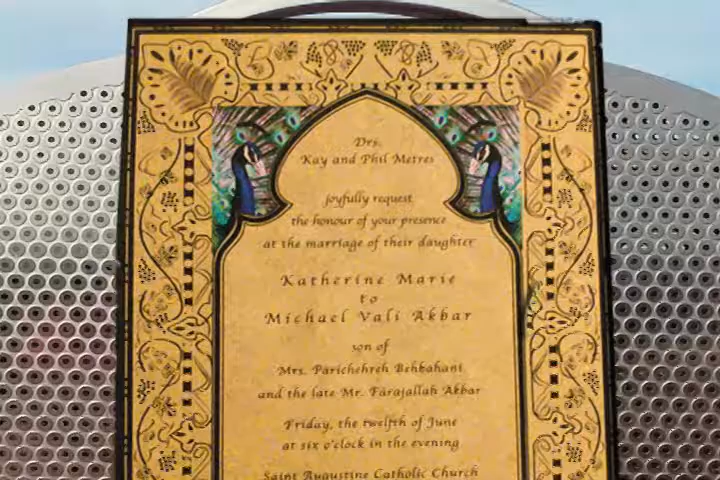 Drs.
Kay and Phil Metres
joyfully request
the honour of your presence
at the marriage of their daughter
Katherine Marie
to
Michael Vali Akbar
son of
Mrs. Parichehreh Behbahani
and the late Mr. Farajallah Akbar
Friday, the twelfth of June
at six o'clock in the evening
Saint Augustine Catholic Church